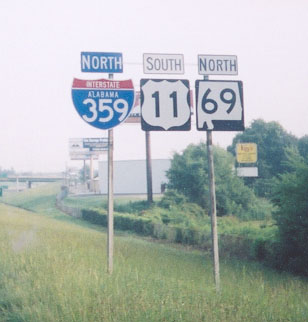 NORTH
SOUTH
NORTH
INTERSTATE
ALABAMA
359
11
69